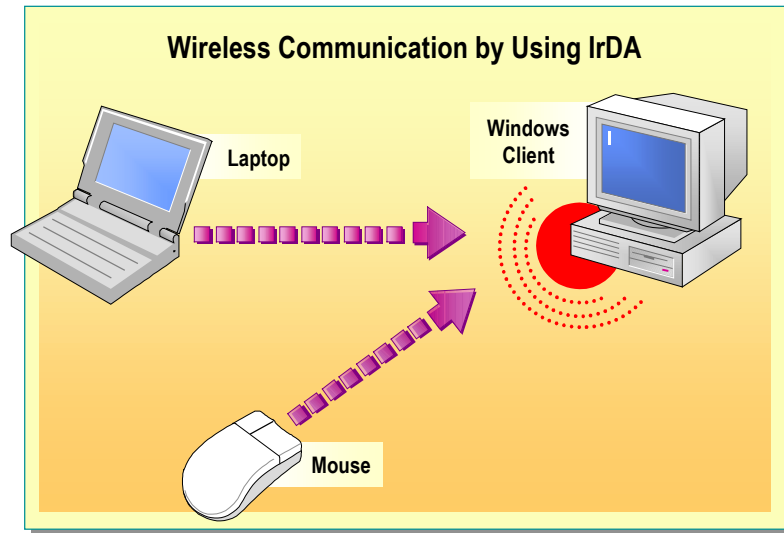 Wireless Communication by Using IrDA
Laptop
Windows
Client
Mouse